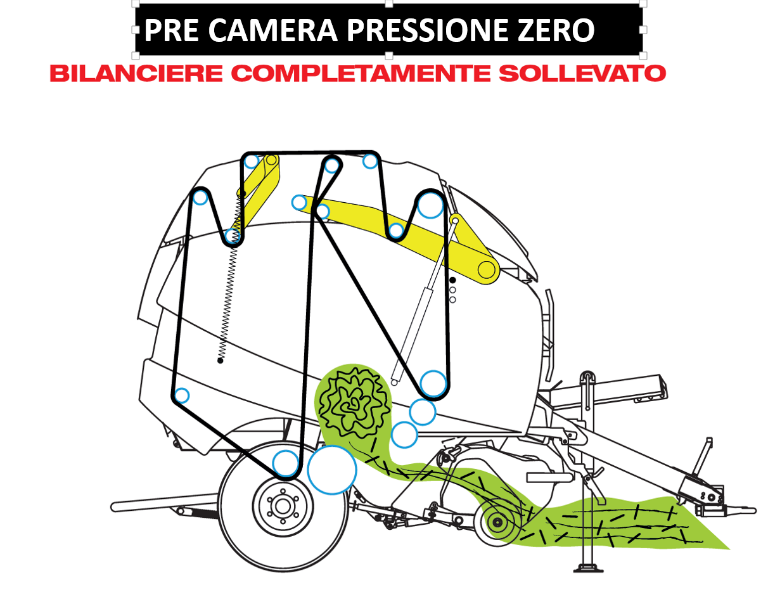 PRE CAMERA PRESSIONE ZERO
BILANCIERE COMPLETAMENTE SOLLEVATO